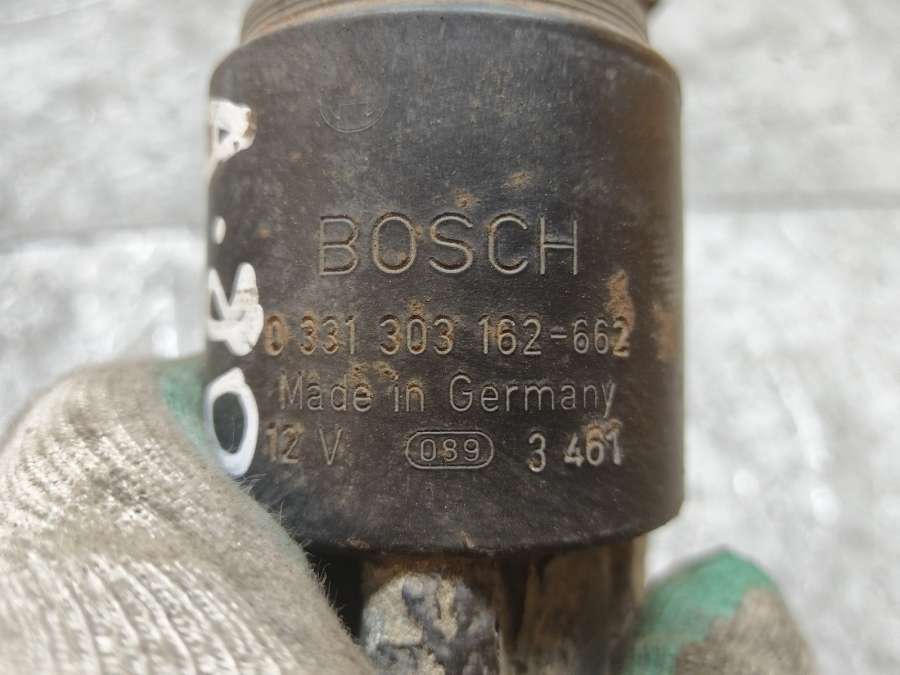 BOSCH
0 331 303 162-662
Made in Germany
12 V 089 3 461